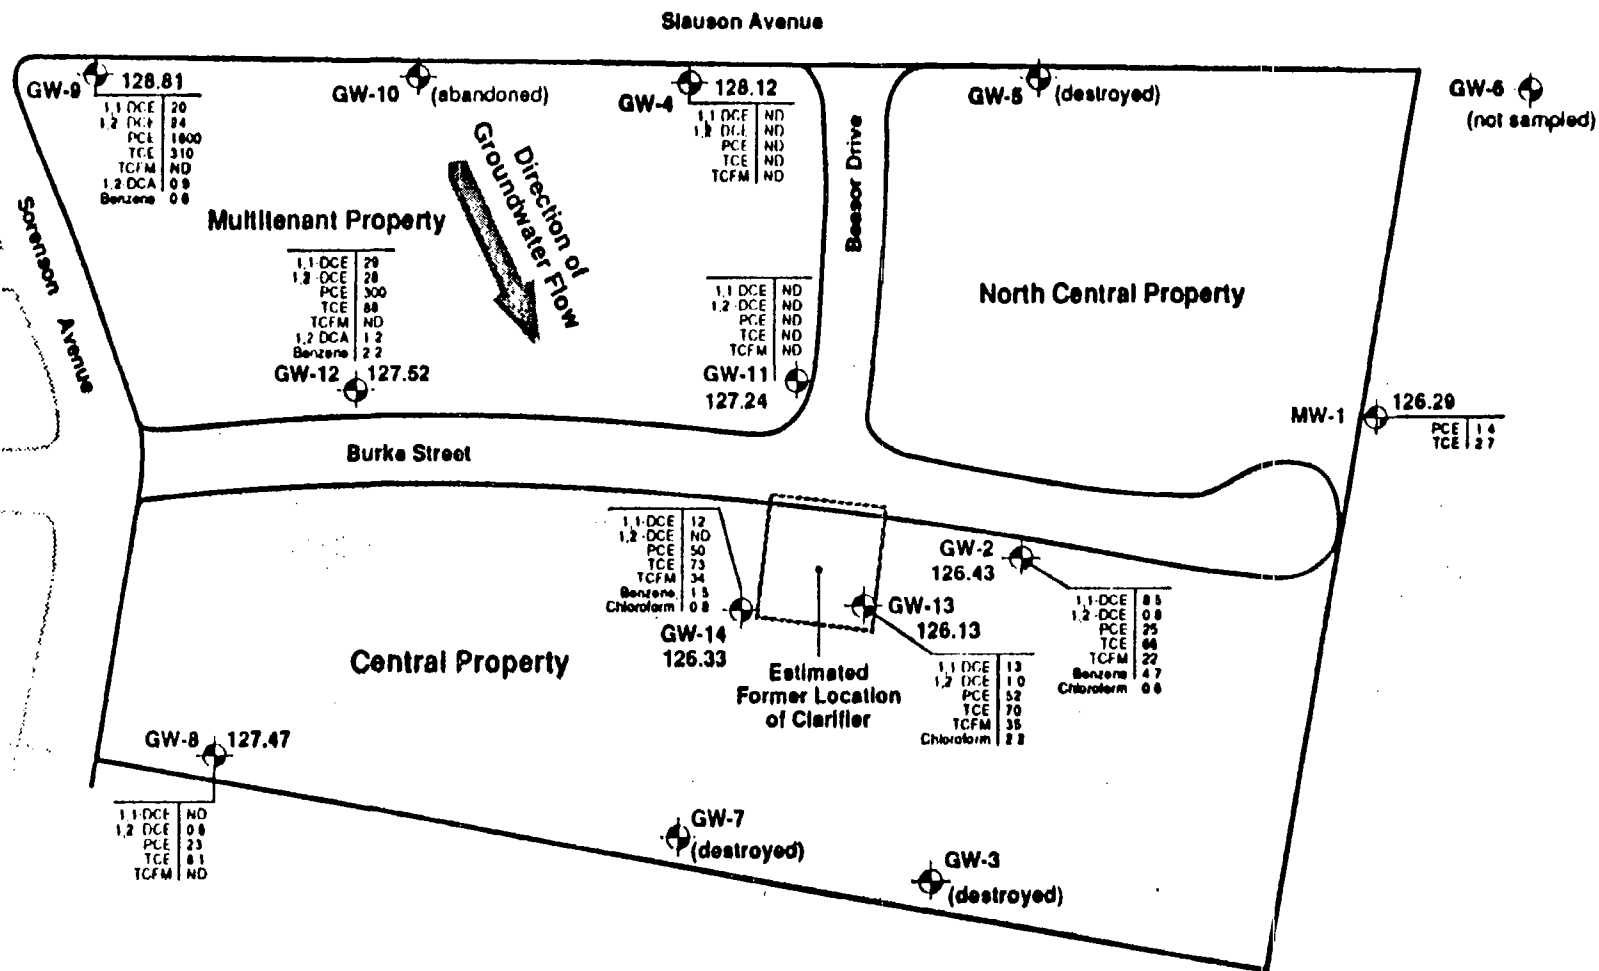 Slauson Avenue
GW-9 128.81
1,1 DCE 20
1,2 DCE 24
PCE 1600
TCE 310
TCFM ND
1,2 DCA 0.9
Benzene 0.6
GW-10 (abandoned)
GW-4 128.12
1,1 DCE ND
1,2 DCE ND
PCE ND
TCE ND
TCFM ND
GW-5 (destroyed)
GW-6
(not sampled)
Sorenson Avenue
Multitenant Property
Direction of
Groundwater Flow
Beesor Drive
North Central Property
1,1 DCE 29
1,2-DCE 28
PCE 300
TCE 88
TCFM ND
1,2 DCA 1.2
Benzene 2.2
GW-12 127.52
1,1 DCE ND
1,2-DCE ND
PCE ND
TCE ND
TCFM ND
GW-11
127.24
MW-1 126.29
PCE 1.4
TCE 2.7
Burke Street
1,1-DCE 12
1,2-DCE ND
PCE 50
TCE 73
TCFM 34
Benzene 1.5
Chloroform 0.8
GW-14
126.33
GW-13
126.13
1,1 DCE 13
1,2 DCE 1.0
PCE 52
TCE 70
TCFM 35
Chloroform 2.2
GW-2
126.43
1,1-DCE 8.5
1,2-DCE 0.8
PCE 25
TCE
TCFM 22
Benzene 4.7
Chloroform 0.6
Estimated
Former Location
of Clarifier
Central Property
GW-8 127.47
1,1-DCE ND
1,2 DCE
PCE 23
TCE
TCFM ND
GW-7
(destroyed)
GW-3
(destroyed)